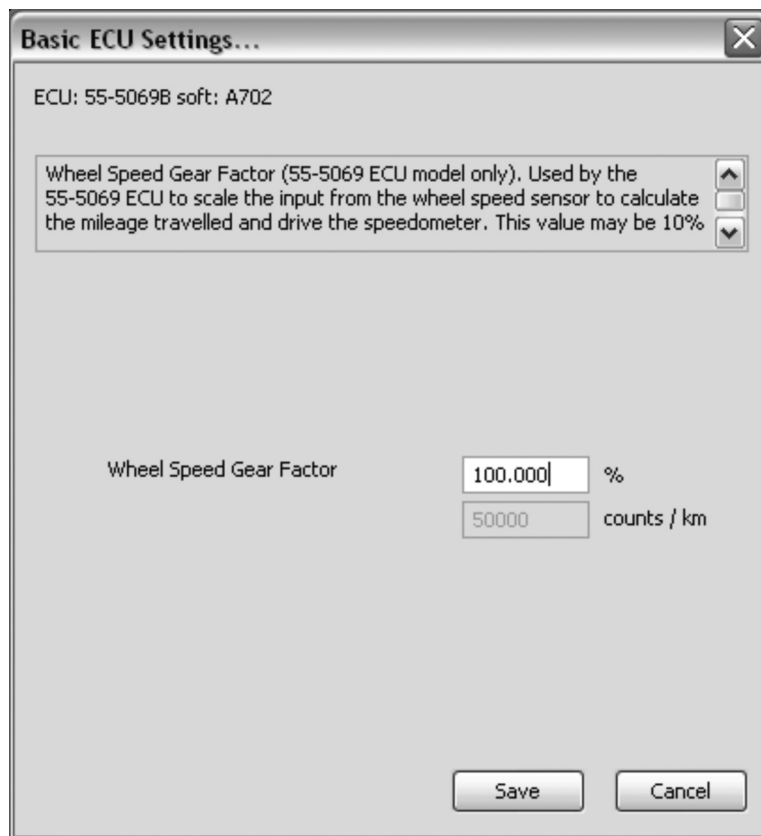 Basic ECU Settings...
ECU: 55-5069B soft: A702
Wheel Speed Gear Factor (55-5069 ECU model only). Used by the
55-5069 ECU to scale the input from the wheel speed sensor to calculate
the mileage travelled and drive the speedometer. This value may be 10%
Wheel Speed Gear Factor 100.000 %
50000 counts / km
Save Cancel